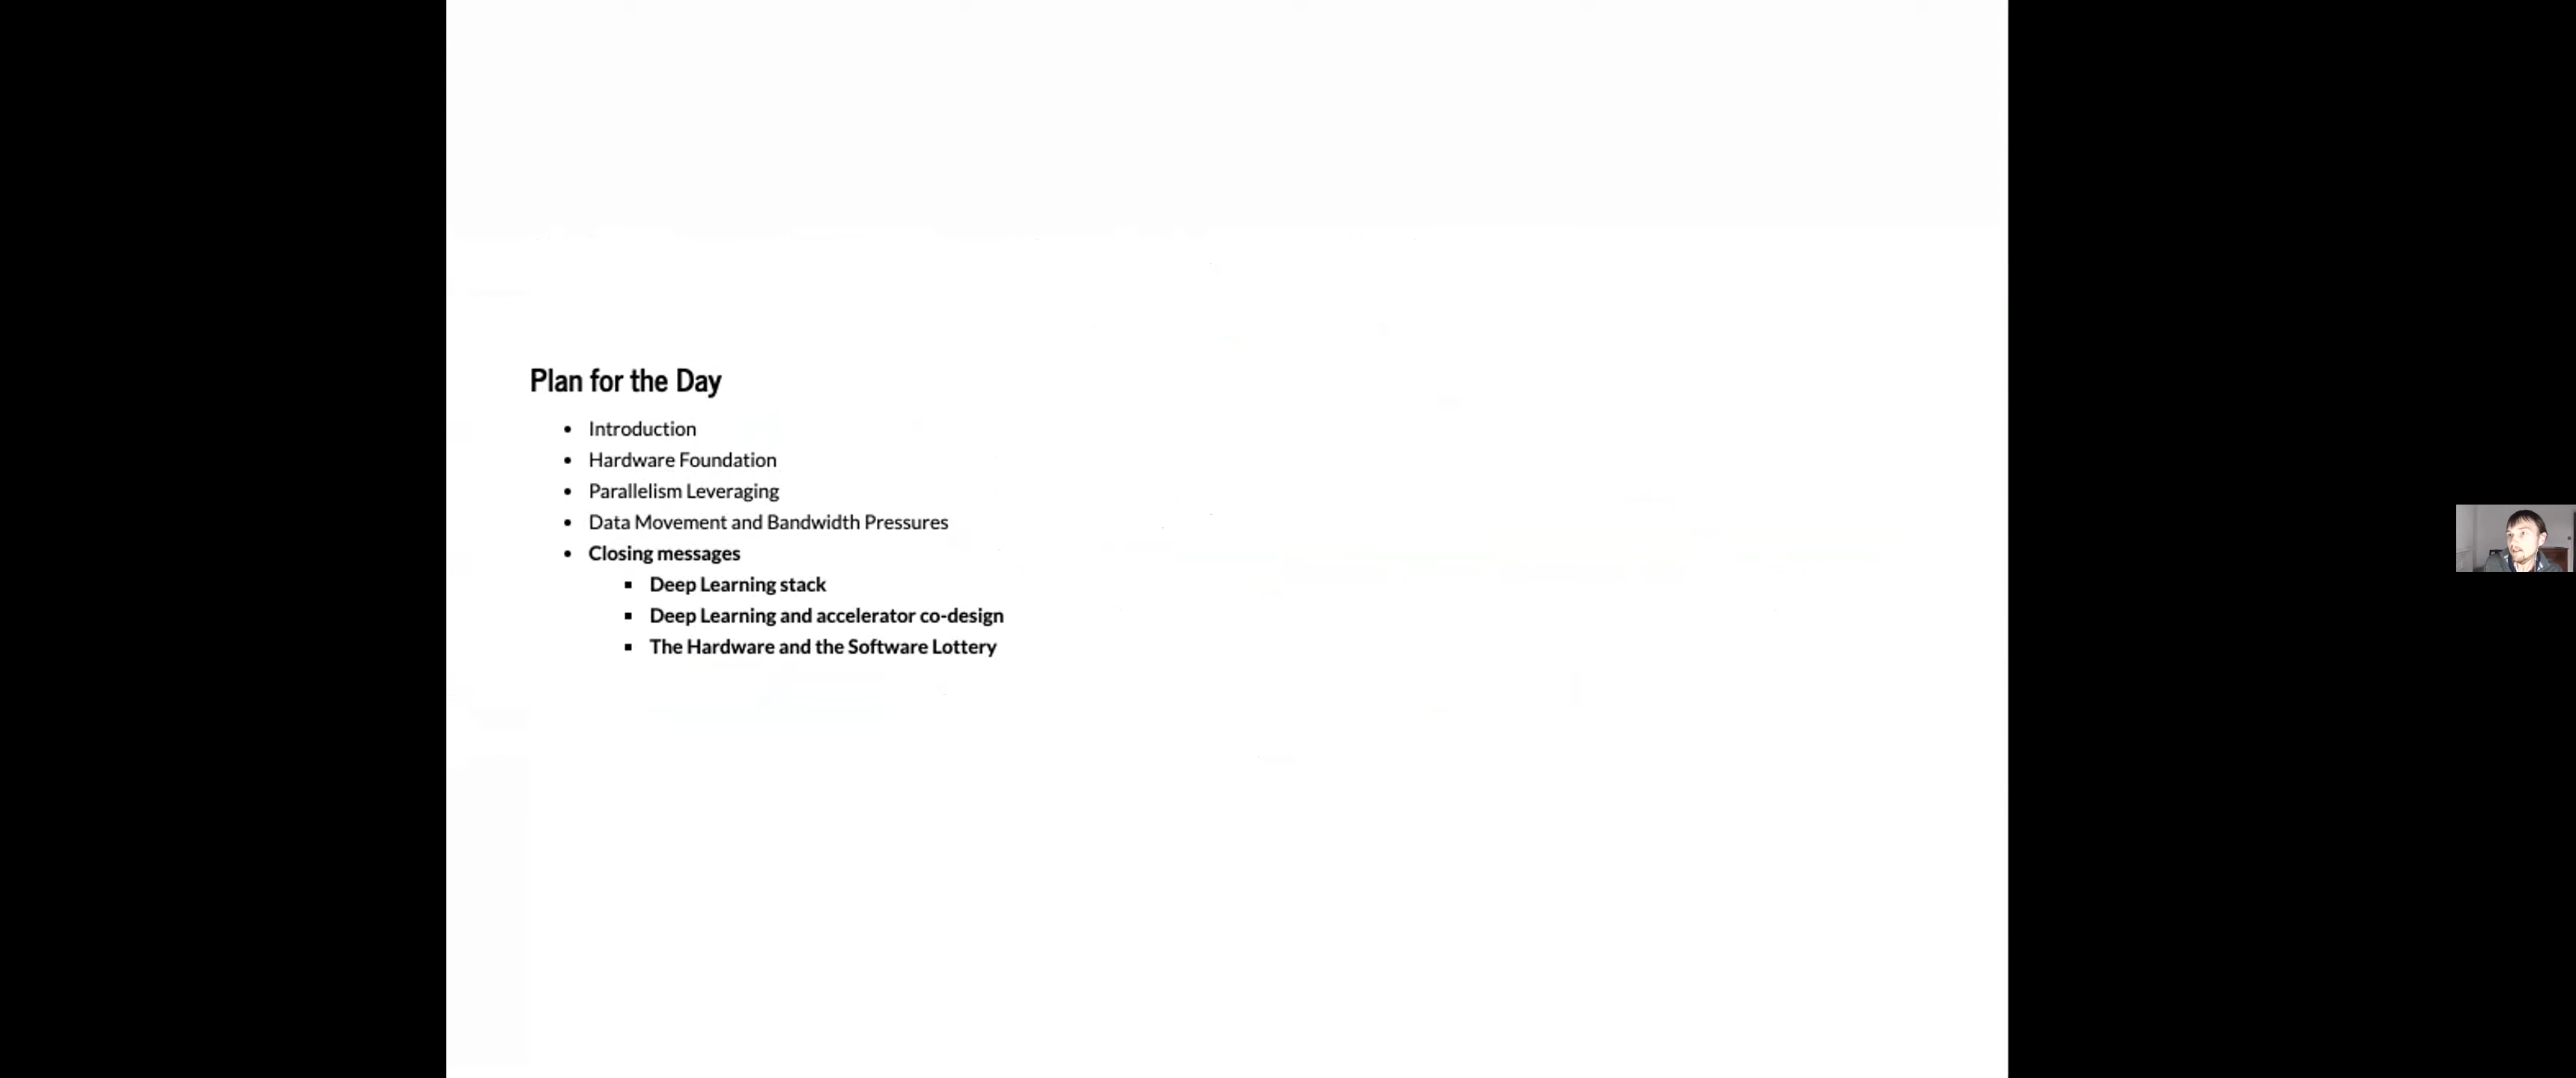 Plan for the Day
• Introduction
• Hardware Foundation
• Parallelism Leveraging
• Data Movement and Bandwidth Pressures
• Closing messages
▪ Deep Learning stack
▪ Deep Learning and accelerator co-design
▪ The Hardware and the Software Lottery